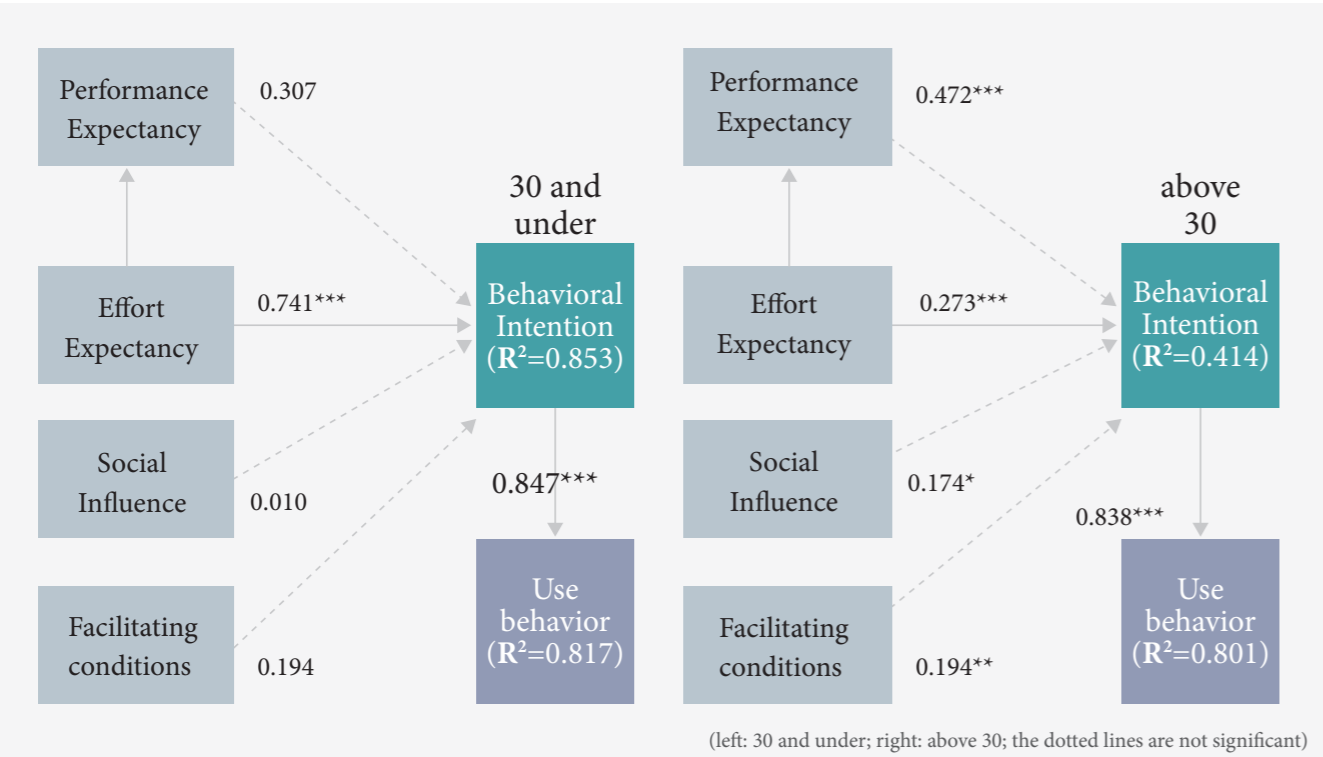 Performance
Expectancy
0.307
Effort
Expectancy
0.741***
Social
Influence
0.010
Facilitating
conditions
0.194
30 and
under
Behavioral
Intention
(R²=0.853)
0.847***
Use
behavior
(R²=0.817)
Performance
Expectancy
0.472***
Effort
Expectancy
0.273***
Social
Influence
0.174*
Facilitating
conditions
0.194**
above
30
Behavioral
Intention
(R²=0.414)
0.838***
Use
behavior
(R²=0.801)
(left: 30 and under; right: above 30; the dotted lines are not significant)